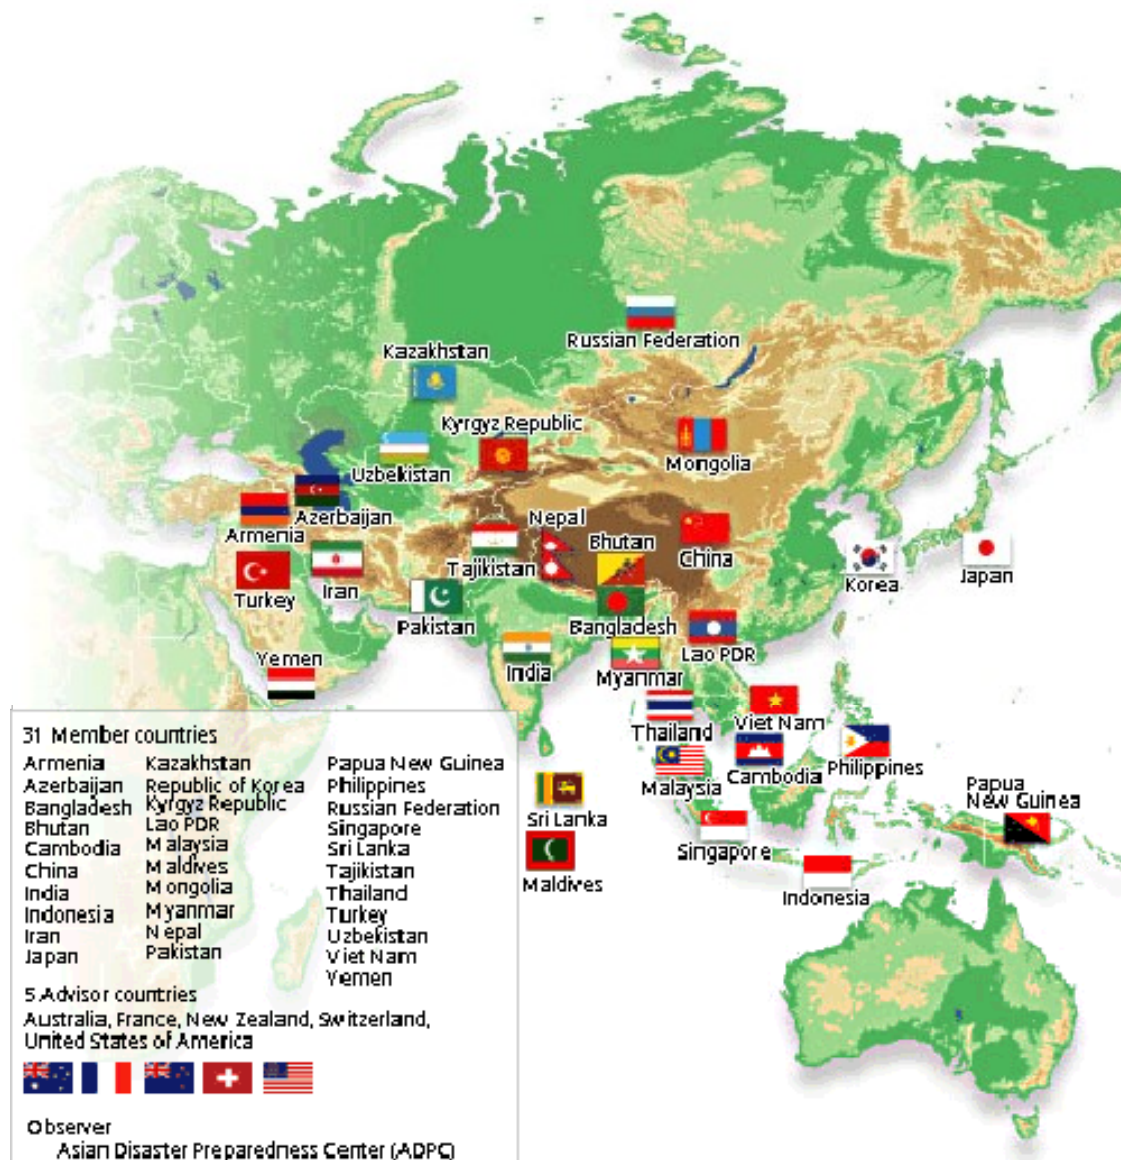 Russian Federation
Kazakhstan
Kyrgyz Republic
Mongolia
Uzbekistan
Azerbaijan
Armenia
Nepal
Bhutan
China
Tajikistan
Korea
Japan
Turkey
Iran
Pakistan
Bangladesh
Lao PDR
Yemen
India
Myanmar
Thailand
Viet Nam
Malaysia
Cambodia
Philippines
Papua
New Guinea
Sri Lanka
Singapore
Maldives
Indonesia
31 Member countries
Armenia
Azerbaijan
Bangladesh
Bhutan
Cambodia
China
India
Indonesia
Iran
Japan
Kazakhstan
Republic of Korea
Kyrgyz Republic
Lao PDR
Malaysia
Maldives
Mongolia
Myanmar
Nepal
Pakistan
Papua New Guinea
Philippines
Russian Federation
Singapore
Sri Lanka
Tajikistan
Thailand
Turkey
Uzbekistan
Viet Nam
Yemen
5 Advisor countries
Australia, France, New Zealand, Switzerland,
United States of America
Observer
Asian Disaster Preparedness Center (ADPC)